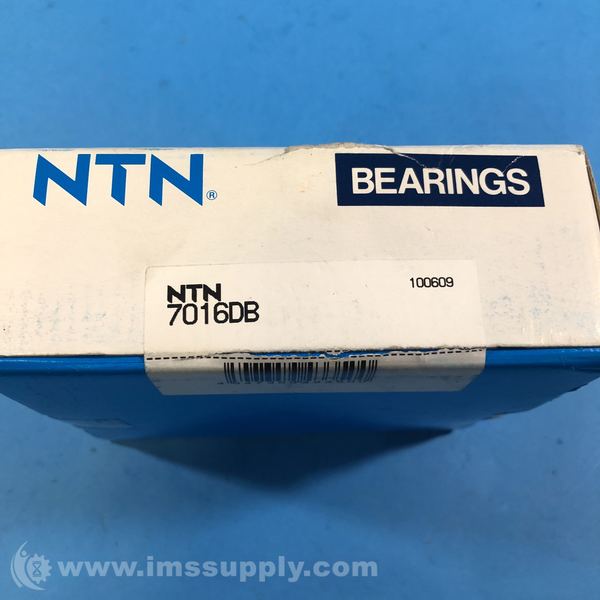 NTN®
BEARINGS
NTN
100609
7016DB
www.imssupply.com